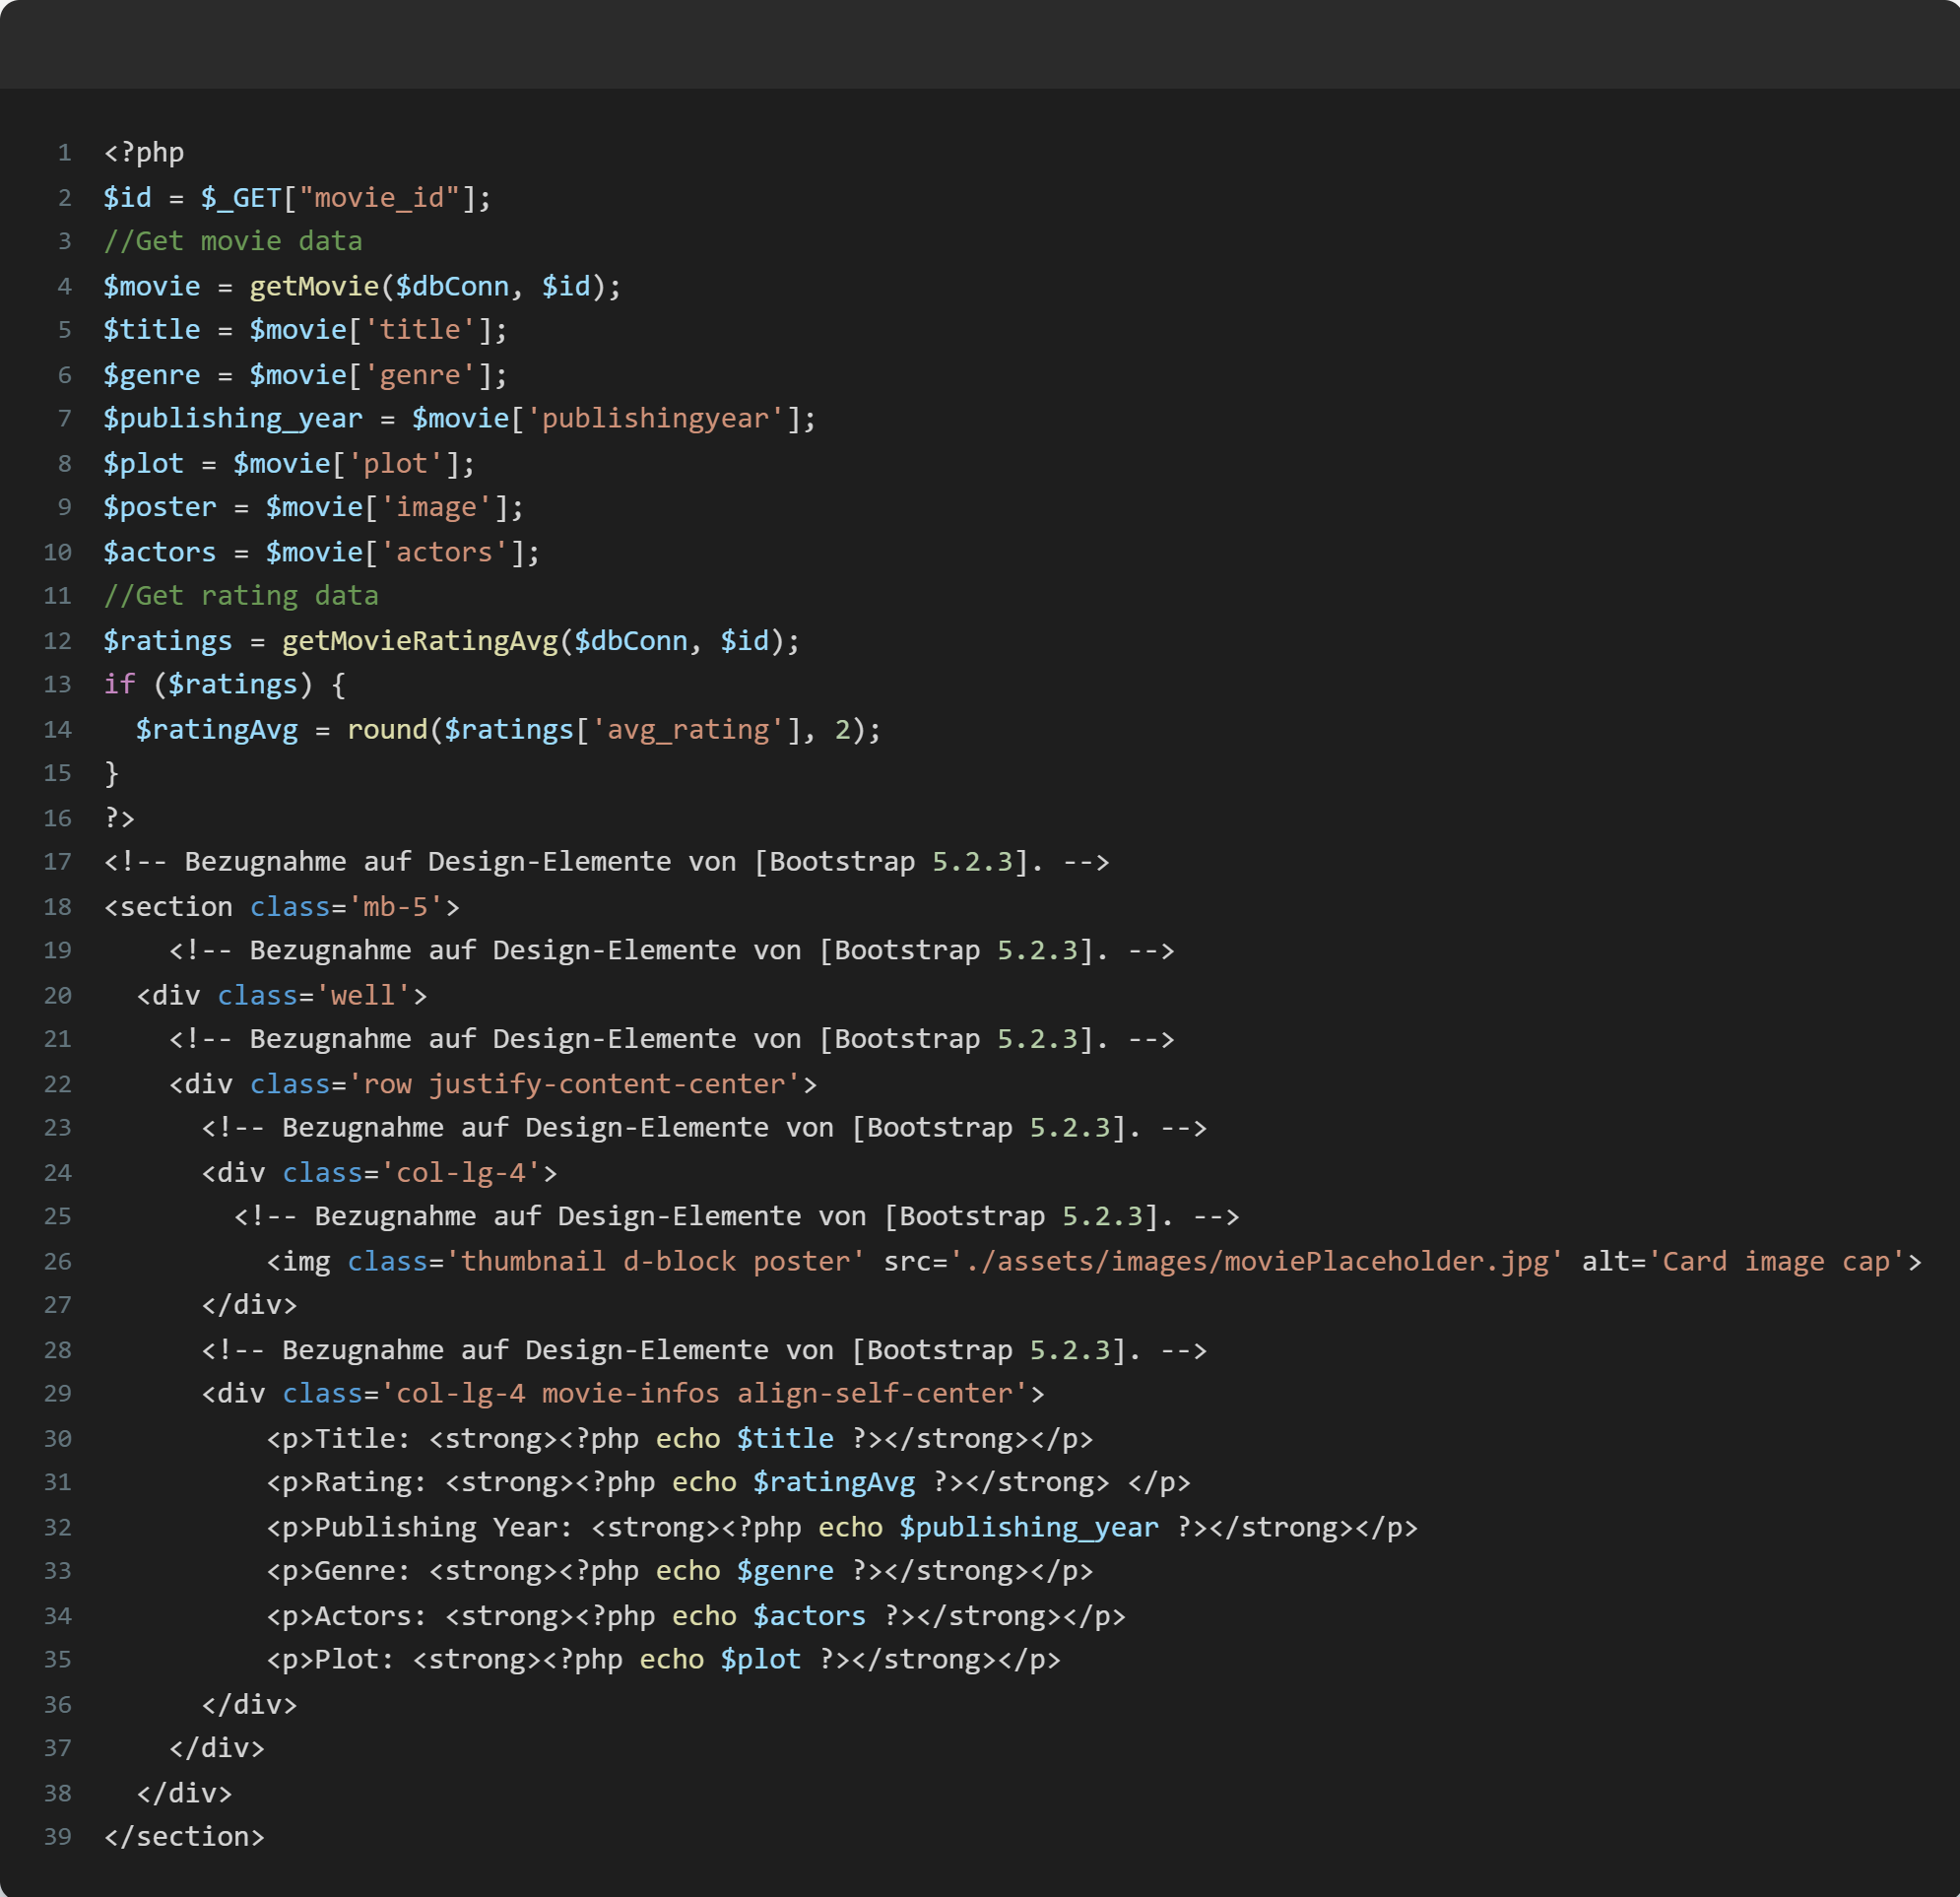 1 <?php
2 $id = $_GET["movie_id"];
3 //Get movie data
4 $movie = getMovie($dbConn, $id);
5 $title = $movie['title'];
6 $genre = $movie['genre'];
7 $publishing_year = $movie['publishingyear'];
8 $plot = $movie['plot'];
9 $poster = $movie['image'];
10 $actors = $movie['actors'];
11 //Get rating data
12 $ratings = getMovieRatingAvg($dbConn, $id);
13 if ($ratings) {
14   $ratingAvg = round($ratings['avg_rating'], 2);
15 }
16 ?>
17 <!-- Bezugnahme auf Design-Elemente von [Bootstrap 5.2.3]. -->
18 <section class='mb-5'>
19     <!-- Bezugnahme auf Design-Elemente von [Bootstrap 5.2.3]. -->
20   <div class='well'>
21     <!-- Bezugnahme auf Design-Elemente von [Bootstrap 5.2.3]. -->
22     <div class='row justify-content-center'>
23       <!-- Bezugnahme auf Design-Elemente von [Bootstrap 5.2.3]. -->
24       <div class='col-lg-4'>
25         <!-- Bezugnahme auf Design-Elemente von [Bootstrap 5.2.3]. -->
26           <img class='thumbnail d-block poster' src='./assets/images/moviePlaceholder.jpg' alt='Card image cap'>
27       </div>
28       <!-- Bezugnahme auf Design-Elemente von [Bootstrap 5.2.3]. -->
29       <div class='col-lg-4 movie-infos align-self-center'>
30           <p>Title: <strong><?php echo $title ?></strong></p>
31           <p>Rating: <strong><?php echo $ratingAvg ?></strong> </p>
32           <p>Publishing Year: <strong><?php echo $publishing_year ?></strong></p>
33           <p>Genre: <strong><?php echo $genre ?></strong></p>
34           <p>Actors: <strong><?php echo $actors ?></strong></p>
35           <p>Plot: <strong><?php echo $plot ?></strong></p>
36       </div>
37     </div>
38   </div>
39 </section>